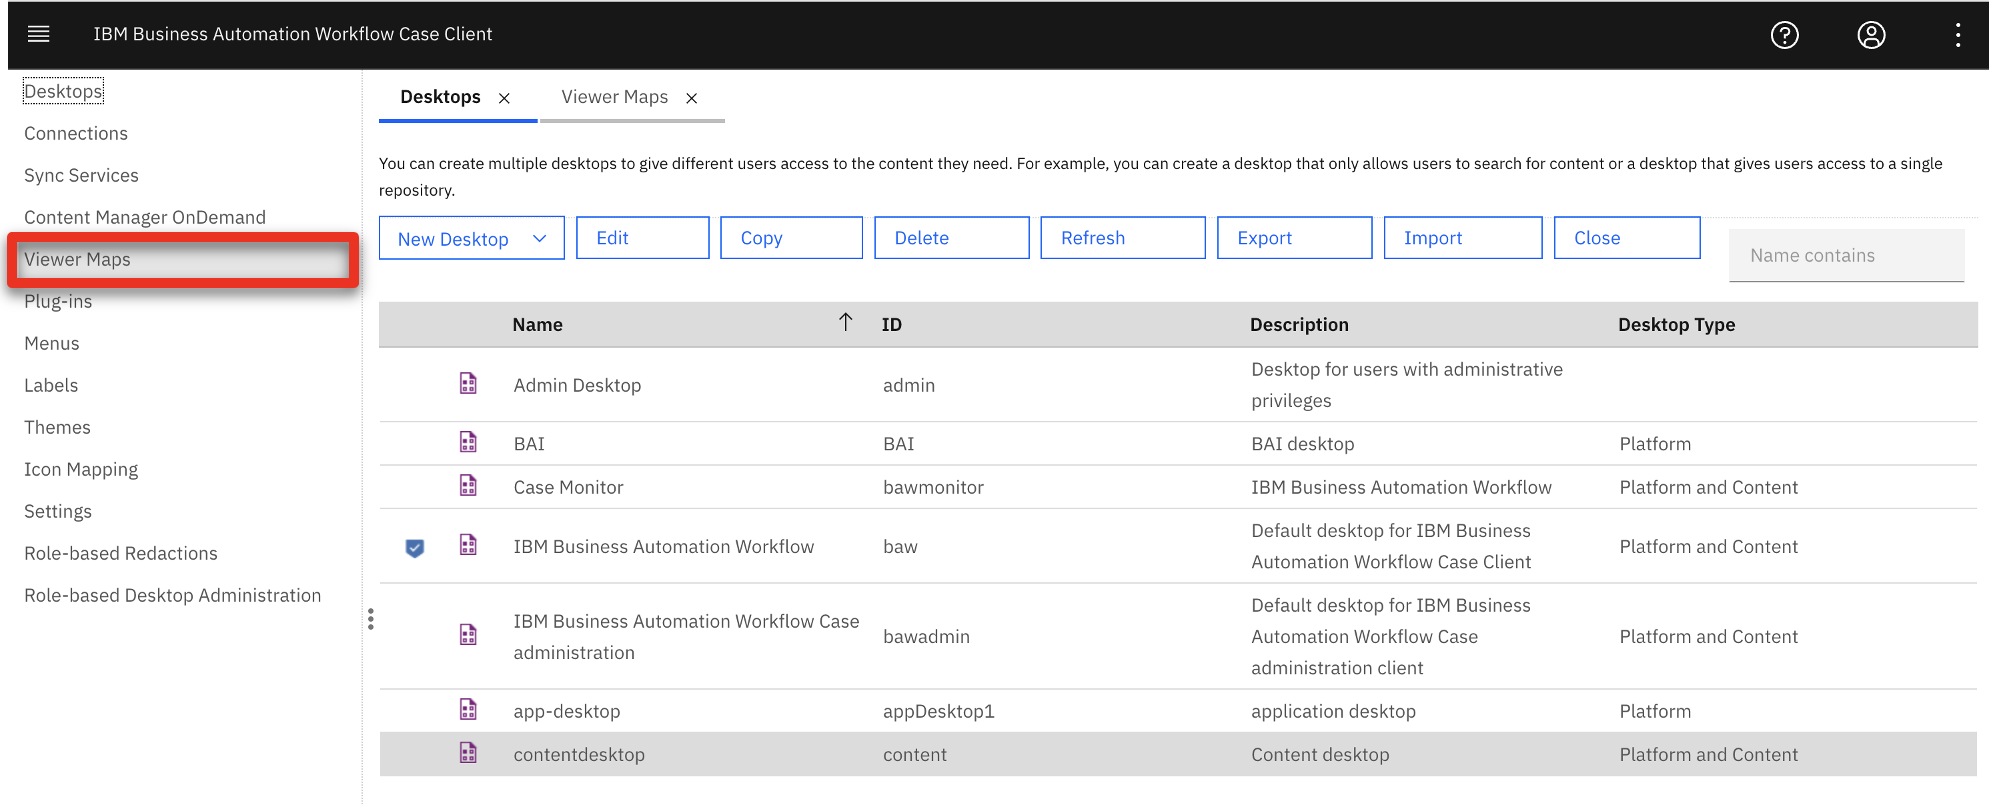 IBM Business Automation Workflow Case Client
Desktops
Connections
Sync Services
Content Manager OnDemand
Viewer Maps
Plug-ins
Menus
Labels
Themes
Icon Mapping
Settings
Role-based Redactions
Role-based Desktop Administration
Desktops Viewer Maps
You can create multiple desktops to give different users access to the content they need. For example, you can create a desktop that only allows users to search for content or a desktop that gives users access to a single
repository.
New Desktop Edit Copy Delete Refresh Export Import Close Name contains
Name ID Description Desktop Type
Admin Desktop admin Desktop for users with administrative
privileges
BAI BAI BAI desktop Platform
Case Monitor bawmonitor IBM Business Automation Workflow Platform and Content
IBM Business Automation Workflow baw Default desktop for IBM Business
Automation Workflow Case Client Platform and Content
IBM Business Automation Workflow Case
administration bawadmin Default desktop for IBM Business
Automation Workflow Case
administration client Platform and Content
app-desktop appDesktop1 application desktop Platform
contentdesktop content Content desktop Platform and Content